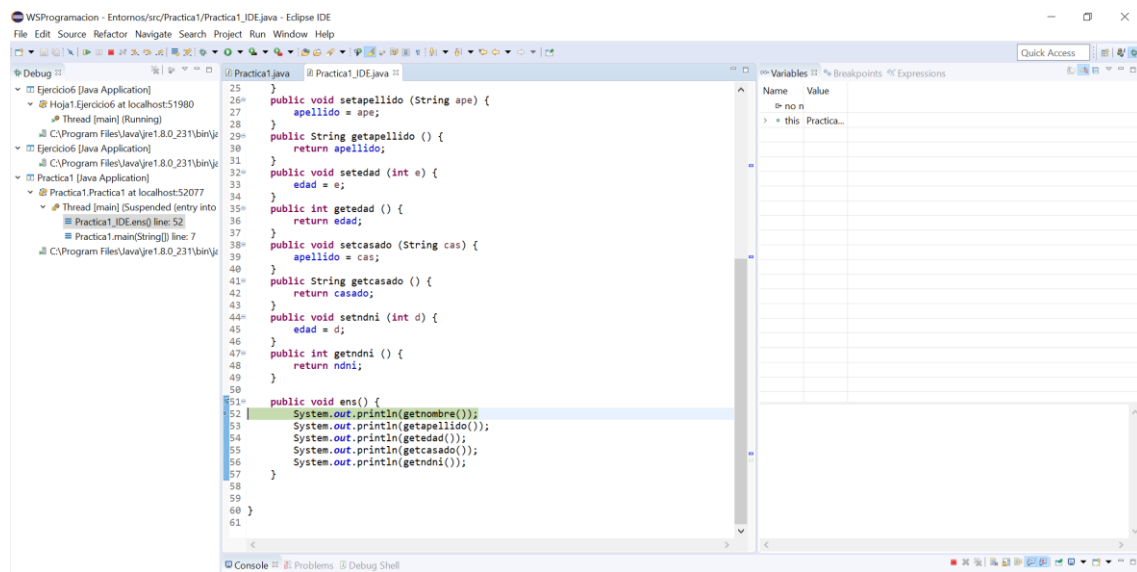 WSProgramacion - Entornos/src/Practica1/Practica1_IDE.java - Eclipse IDE
File Edit Source Refactor Navigate Search Project Run Window Help
Quick Access
Debug
Ejercicio6 [Java Application]
Hoja1.Ejercicio6 at localhost:51980
Thread [main] (Running)
C:\Program Files\Java\jre1.8.0_231\bin\ja
Ejercicio6 [Java Application]
C:\Program Files\Java\jre1.8.0_231\bin\ja
Practica1 [Java Application]
Practica1.Practica1 at localhost:52077
Thread [main] (Suspended (entry into
Practica1_IDE.ens() line: 52
Practica1.main(String[]) line: 7
C:\Program Files\Java\jre1.8.0_231\bin\ja
Practica1.java Practica1_IDE.java
25 }
26 public void setapellido (String ape) {
27 apellido = ape;
28 }
29 public String getapellido () {
30 return apellido;
31 }
32 public void setedad (int e) {
33 edad = e;
34 }
35 public int getedad () {
36 return edad;
37 }
38 public void setcasado (String cas) {
39 apellido = cas;
40 }
41 public String getcasado () {
42 return casado;
43 }
44 public void setndni (int d) {
45 edad = d;
46 }
47 public int getndni () {
48 return ndni;
49 }
50
51 public void ens() {
52 System.out.println(getnombre());
53 System.out.println(getapellido());
54 System.out.println(getedad());
55 System.out.println(getcasado());
56 System.out.println(getndni());
57 }
58
59
60 }
61
Variables Breakpoints Expressions
Name Value
no n
this Practica...
Console Problems Debug Shell